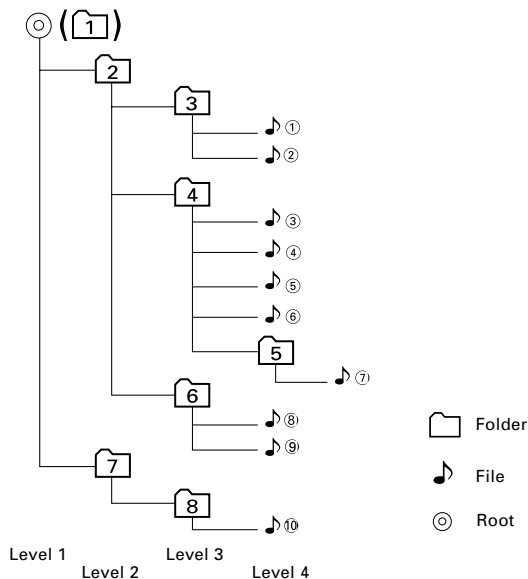 (1)
2
3
①
②
4
③
④
⑤
⑥
5
⑦
6
⑧
⑨
7
8
⑩
Folder
File
Root
Level 1
Level 2
Level 3
Level 4